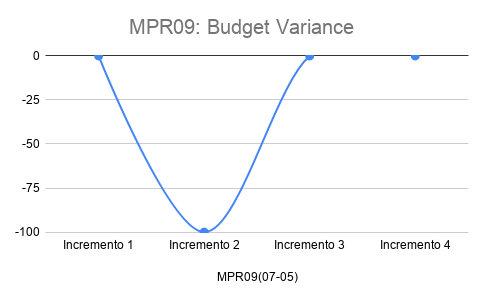 MPR09: Budget Variance
0
-25
-50
-75
-100
Incremento 1 Incremento 2 Incremento 3 Incremento 4
MPR09(07-05)